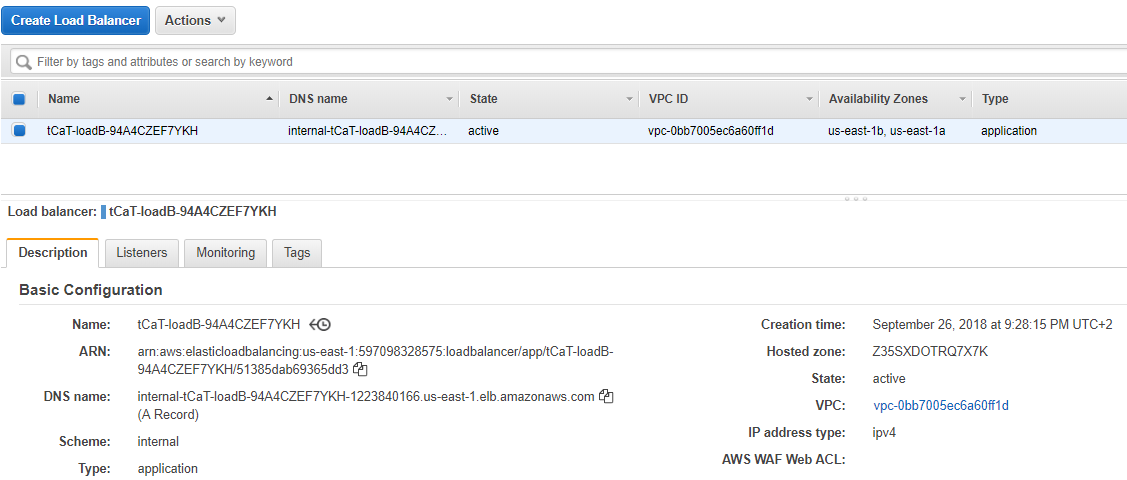 Create Load Balancer Actions
Filter by tags and attributes or search by keyword
Name DNS name State VPC ID Availability Zones Type
tCaT-loadB-94A4CZEF7YKH internal-tCaT-loadB-94A4CZ... active vpc-0bb7005ec6a60ff1d us-east-1b, us-east-1a application
Load balancer: tCaT-loadB-94A4CZEF7YKH
Description Listeners Monitoring Tags
Basic Configuration
Name: tCaT-loadB-94A4CZEF7YKH
ARN: arn:aws:elasticloadbalancing:us-east-1:597098328575:loadbalancer/app/tCaT-loadB-
94A4CZEF7YKH/51385dab69365dd3
DNS name: internal-tCaT-loadB-94A4CZEF7YKH-1223840166.us-east-1.elb.amazonaws.com
(A Record)
Scheme: internal
Type: application
Creation time: September 26, 2018 at 9:28:15 PM UTC+2
Hosted zone: Z35SXDOTRQ7X7K
State: active
VPC: vpc-0bb7005ec6a60ff1d
IP address type: ipv4
AWS WAF Web ACL: